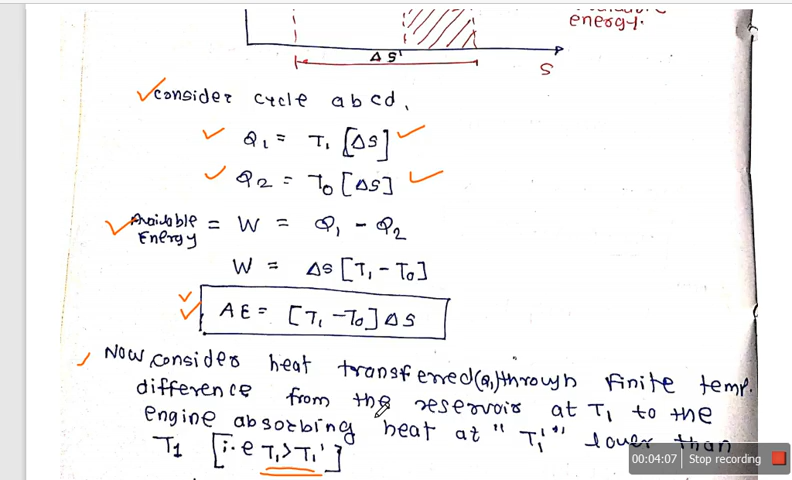 energy.
ΔS'
S
Consider cycle abcd.
Q1 = T1 [ΔS]
Q2 = T0 [ΔS]
Available Energy = W = Q1 - Q2
W = Δs [T1 - T0]
AE = [T1 - T0] ΔS
Now consider heat transferred(Q1)through finite temp.
difference from the reservoir at T1 to the
engine absorbing heat at "T1'" lower than
T1 [i.e T1>T1']
00:04:07 Stop recording